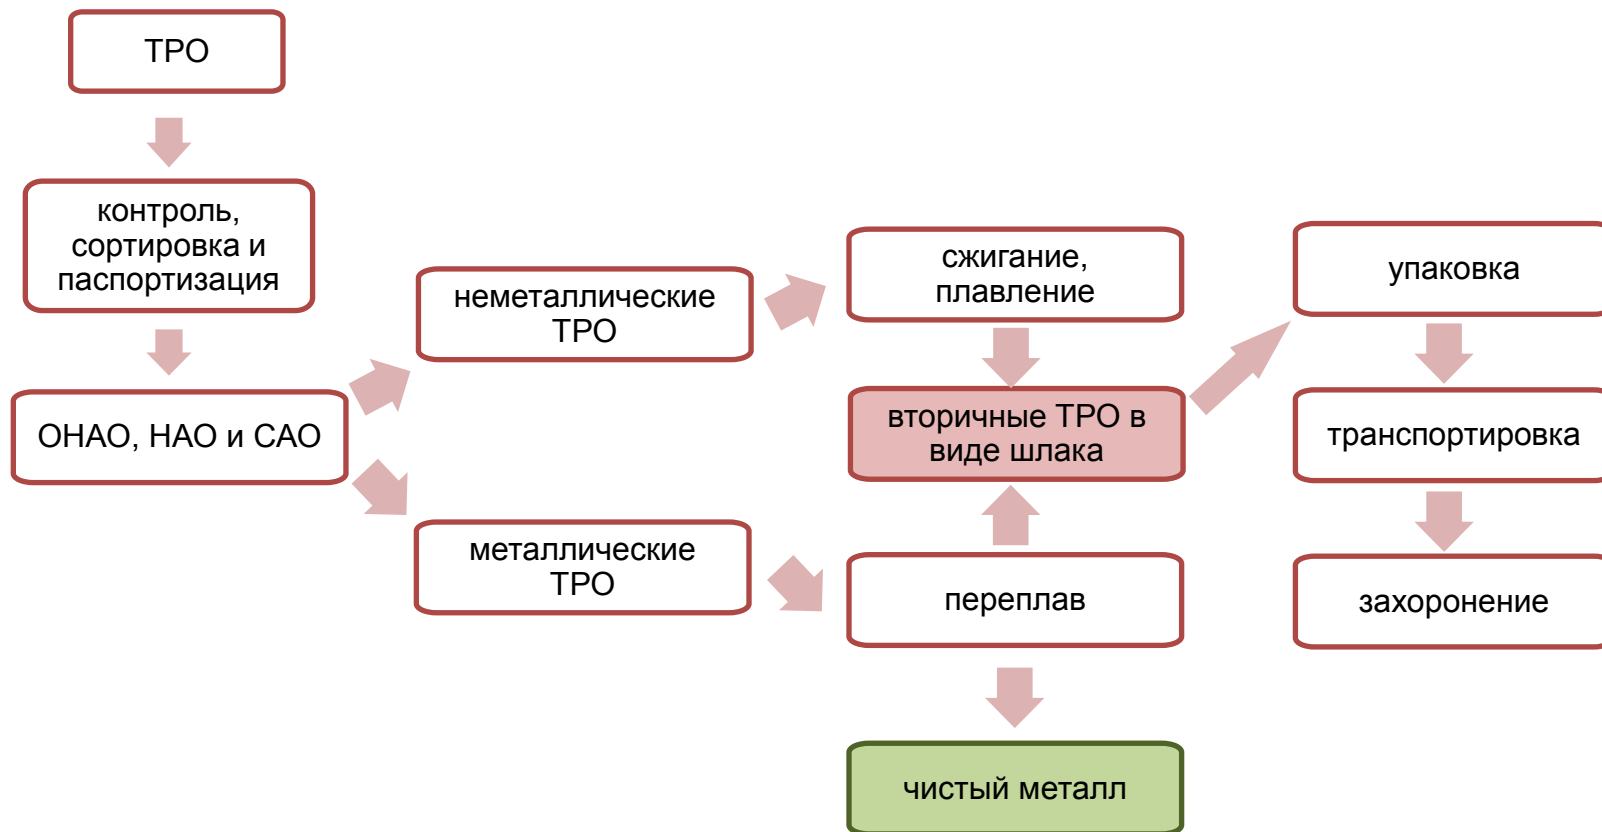 ТРО
контроль,
сортировка и
паспортизация
ОНАО, НАО и САО
неметаллические
ТРО
металлические
ТРО
сжигание,
плавление
вторичные ТРО в
виде шлака
переплав
чистый металл
упаковка
транспортировка
захоронение